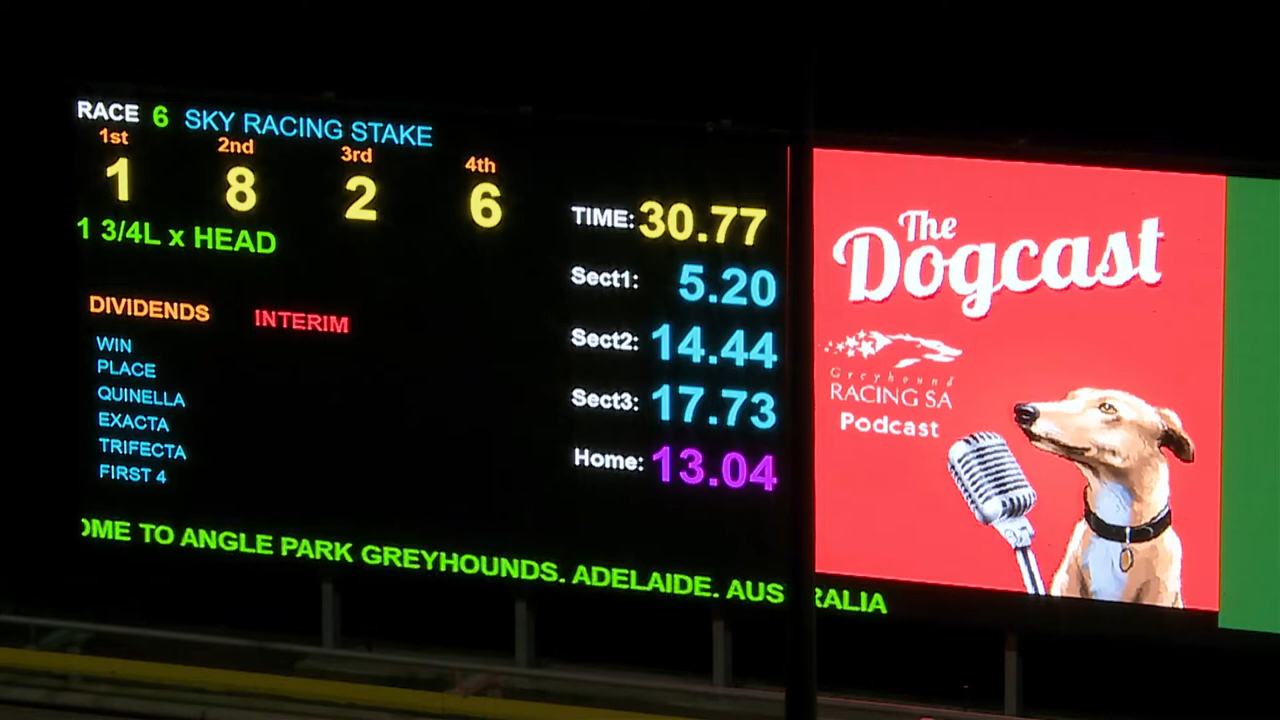 RACE 6 SKY RACING STAKE
1st 2nd 3rd 4th
1 8 2 6
1 3/4L x HEAD
TIME: 30.77
Sect1: 5.20
Sect2: 14.44
Sect3: 17.73
Home: 13.04
DIVIDENDS INTERIM
WIN
PLACE
QUINELLA
EXACTA
TRIFECTA
FIRST 4
OME TO ANGLE PARK GREYHOUNDS. ADELAIDE. AUSTRALIA
The
Dogcast
Greyhound
RACING SA
Podcast